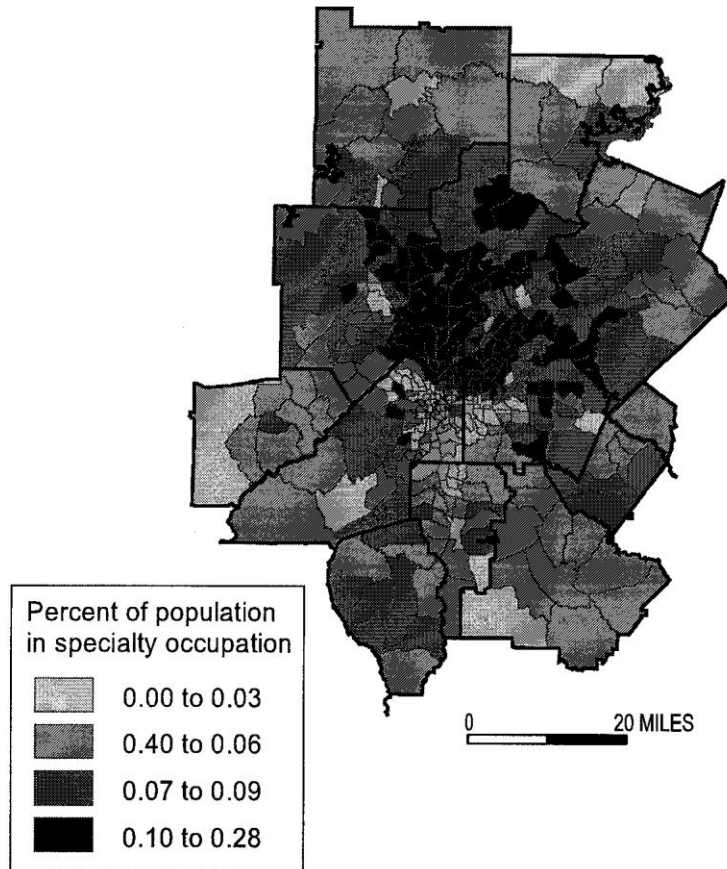 Percent of population
in specialty occupation
0.00 to 0.03
0.40 to 0.06
0.07 to 0.09
0.10 to 0.28
0 20 MILES